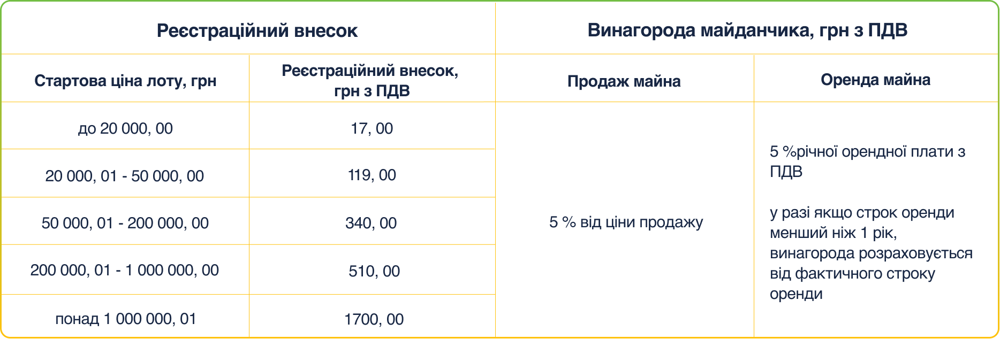 Реєстраційний внесок
Винагорода майданчика, грн з ПДВ
Стартова ціна лоту, грн
Реєстраційний внесок,
грн з ПДВ
Продаж майна
Оренда майна
до 20 000, 00
17, 00
20 000, 01 - 50 000, 00
119, 00
50 000, 01 - 200 000, 00
340, 00
200 000, 01 - 1 000 000, 00
510, 00
понад 1 000 000, 01
1700, 00
5 % від ціни продажу
5 %річної орендної плати з
ПДВ
у разі якщо строк оренди
менший ніж 1 рік,
винагорода розраховується
від фактичного строку
оренди